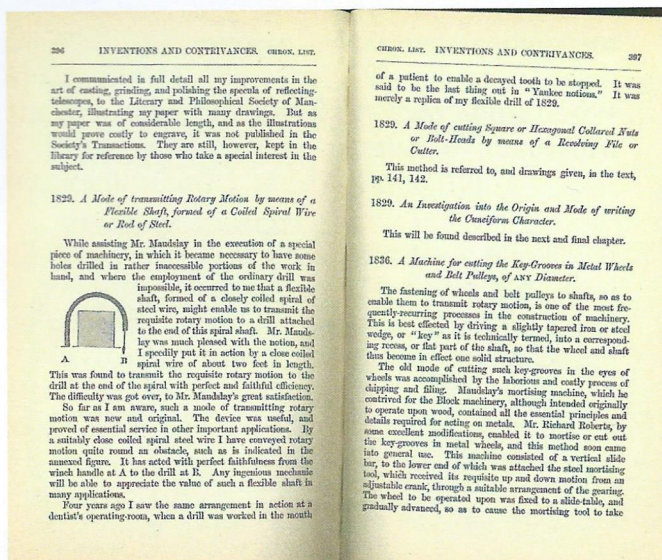 396 INVENTIONS AND CONTRIVANCES. CHRON. LIST.
I communicated in full detail all my improvements in the
art of casting, grinding, and polishing the specula of reflecting-
telescopes, to the Literary and Philosophical Society of Man-
chester, illustrating my paper with many drawings. But as
my paper was of considerable length, and as the illustrations
would prove costly to engrave, it was not published in the
Society's Transactions. They are still, however, kept in the
library for reference by those who take a special interest in the
subject.
1829. A Mode of transmitting Rotary Motion by means of a
Flexible Shaft, formed of a Coiled Spiral Wire
or Rod of Steel.
While assisting Mr. Maudslay in the execution of a special
piece of machinery, in which it became necessary to have some
holes drilled in rather inaccessible portions of the work in
hand, and where the employment of the ordinary drill was
impossible, it occurred to me that a flexible
shaft, formed of a closely coiled spiral of
steel wire, might enable us to transmit the
requisite rotary motion to a drill attached
to the end of this spiral shaft. Mr. Mauds-
lay was much pleased with the notion, and
I speedily put it in action by a close coiled
spiral wire of about two feet in length.
A B
This was found to transmit the requisite rotary motion to the
drill at the end of the spiral with perfect and faithful efficiency.
The difficulty was got over, to Mr. Maudslay's great satisfaction.
So far as I am aware, such a mode of transmitting rotary
motion was new and original. The device was useful, and
proved of essential service in other important applications. By
a suitably close coiled spiral steel wire I have conveyed rotary
motion quite round an obstacle, such as is indicated in the
annexed figure. It has acted with perfect faithfulness from the
winch handle at A to the drill at B. Any ingenious mechanic
will be able to appreciate the value of such a flexible shaft in
many applications.
Four years ago I saw the same arrangement in action at a
dentist's operating-room, when a drill was worked in the mouth
CHRON. LIST. INVENTIONS AND CONTRIVANCES. 397
of a patient to enable a decayed tooth to be stopped. It was
said to be the last thing out in "Yankee notions." It was
merely a replica of my flexible drill of 1829.
1829. A Mode of cutting Square or Hexagonal Collared Nuts
or Bolt-Heads by means of a Revolving File or
Cutter.
This method is referred to, and drawings given, in the text,
pp. 141, 142.
1829. An Investigation into the Origin and Mode of writing
the Cuneiform Character.
This will be found described in the next and final chapter.
1836. A Machine for cutting the Key-Grooves in Metal Wheels
and Belt Pulleys, of ANY Diameter.
The fastening of wheels and belt pulleys to shafts, so as to
enable them to transmit rotary motion, is one of the most fre-
quently-recurring processes in the construction of machinery.
This is best effected by driving a slightly tapered iron or steel
wedge, or "key" as it is technically termed, into a correspond-
ing recess, or flat part of the shaft, so that the wheel and shaft
thus become in effect one solid structure.
The old mode of cutting such key-grooves in the eyes of
wheels was accomplished by the laborious and costly process of
chipping and filing. Maudslay's mortising machine, which he
contrived for the Block machinery, although intended originally
to operate upon wood, contained all the essential principles and
details required for acting on metals. Mr. Richard Roberts, by
some excellent modifications, enabled it to mortise or cut out
the key-grooves in metal wheels, and this method soon came
into general use. This machine consisted of a vertical slide
bar, to the lower end of which was attached the steel mortising
tool, which received its requisite up and down motion from an
adjustable crank, through a suitable arrangement of the gearing.
The wheel to be operated upon was fixed to a slide-table, and
gradually advanced, so as to cause the mortising tool to take